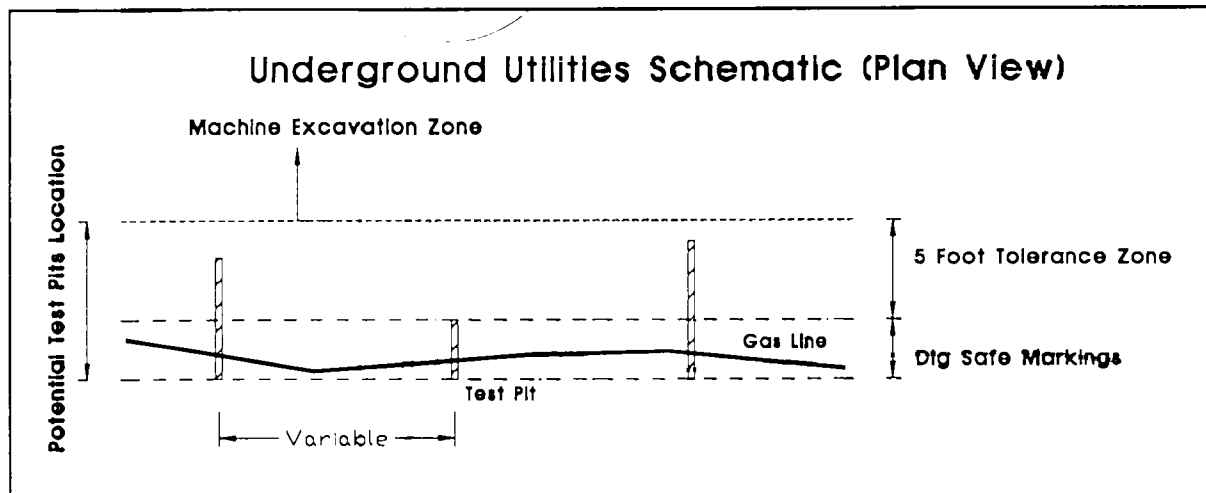 Underground Utilities Schematic (Plan View)
Machine Excavation Zone
Potential Test Pits Location
5 Foot Tolerance Zone
Gas Line
Dig Safe Markings
Test Pit
Variable